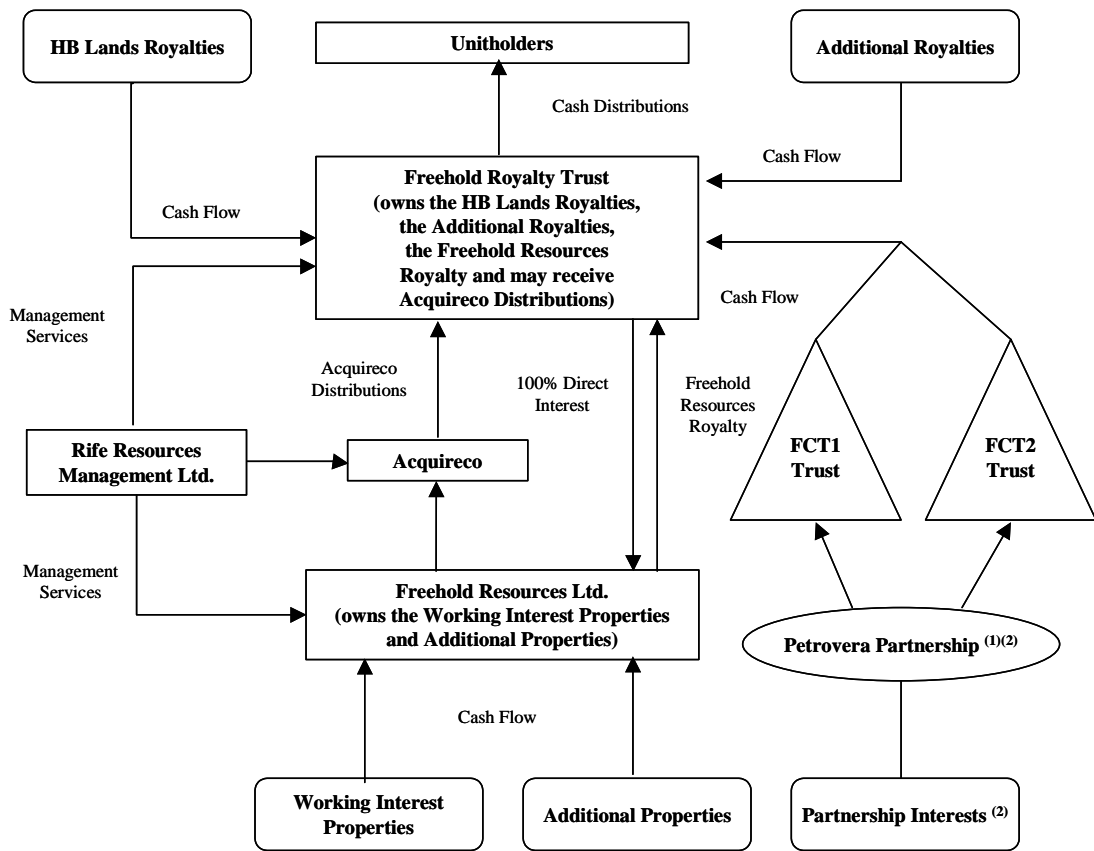 HB Lands Royalties
Unitholders
Additional Royalties
Cash Distributions
Cash Flow
Cash Flow
Freehold Royalty Trust
(owns the HB Lands Royalties,
the Additional Royalties,
the Freehold Resources
Royalty and may receive
Acquireco Distributions)
Cash Flow
Management
Services
Acquireco
Distributions
100% Direct
Interest
Freehold
Resources
Royalty
Rife Resources
Management Ltd.
Acquireco
FCT1
Trust
FCT2
Trust
Management
Services
Freehold Resources Ltd.
(owns the Working Interest Properties
and Additional Properties)
Petrovera Partnership (1)(2)
Cash Flow
Working Interest
Properties
Additional Properties
Partnership Interests (2)